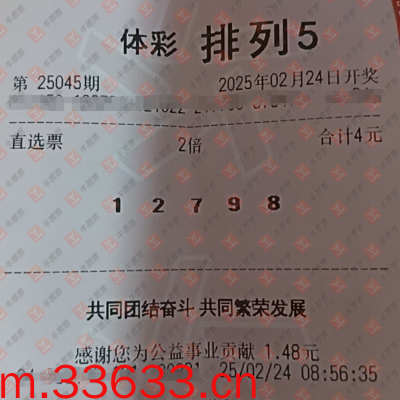 体彩 排列5
第 25045期 2025年02月24日开奖
直选票 2倍 合计4元
1 2 7 9 8
共同团结奋斗 共同繁荣发展
感谢您为公益事业贡献 1.48元
25/02/24 08:56:35
m.33633.cn